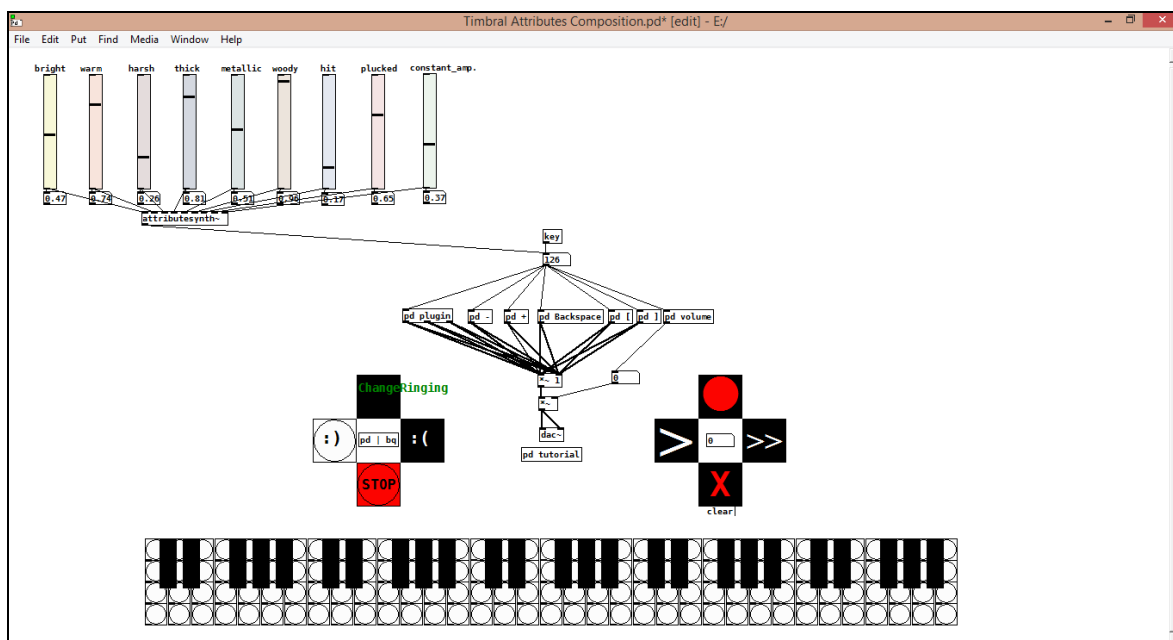 Timbral Attributes Composition.pd* [edit] - E:/
File Edit Put Find Media Window Help
bright warm harsh thick metallic woody hit plucked constant_amp.
0.47 0.74 0.26 0.81 0.51 0.96 0.17 0.65 0.37
attributesynth~
key
126
pd plugin pd - pd + pd Backspace pd [ pd ] pd volume
*~ 1 0
*~
dac~
pd tutorial
ChangeRinging
:) pd | bq :(
STOP
> 0 >>
X
clear